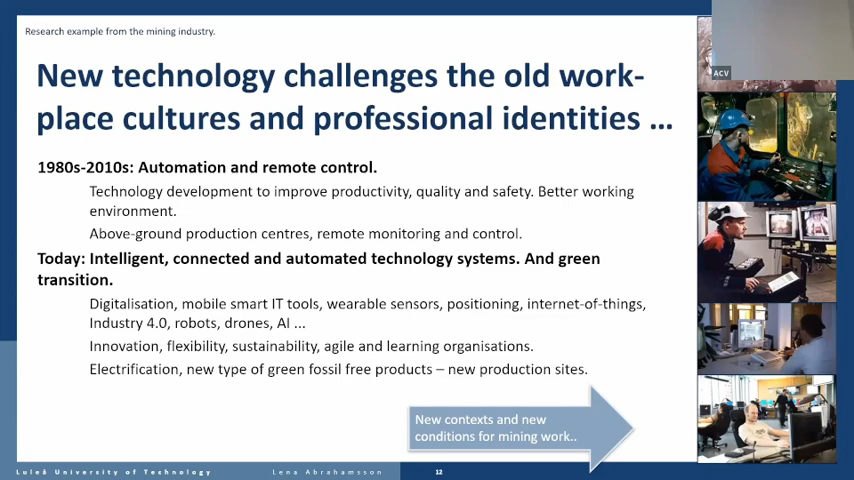 Research example from the mining industry.
ACV
New technology challenges the old work-
place cultures and professional identities ...
1980s-2010s: Automation and remote control.
Technology development to improve productivity, quality and safety. Better working
environment.
Above-ground production centres, remote monitoring and control.
Today: Intelligent, connected and automated technology systems. And green
transition.
Digitalisation, mobile smart IT tools, wearable sensors, positioning, internet-of-things,
Industry 4.0, robots, drones, AI ...
Innovation, flexibility, sustainability, agile and learning organisations.
Electrification, new type of green fossil free products – new production sites.
New contexts and new
conditions for mining work..
Luleå University of Technology Lena Abrahamsson 12